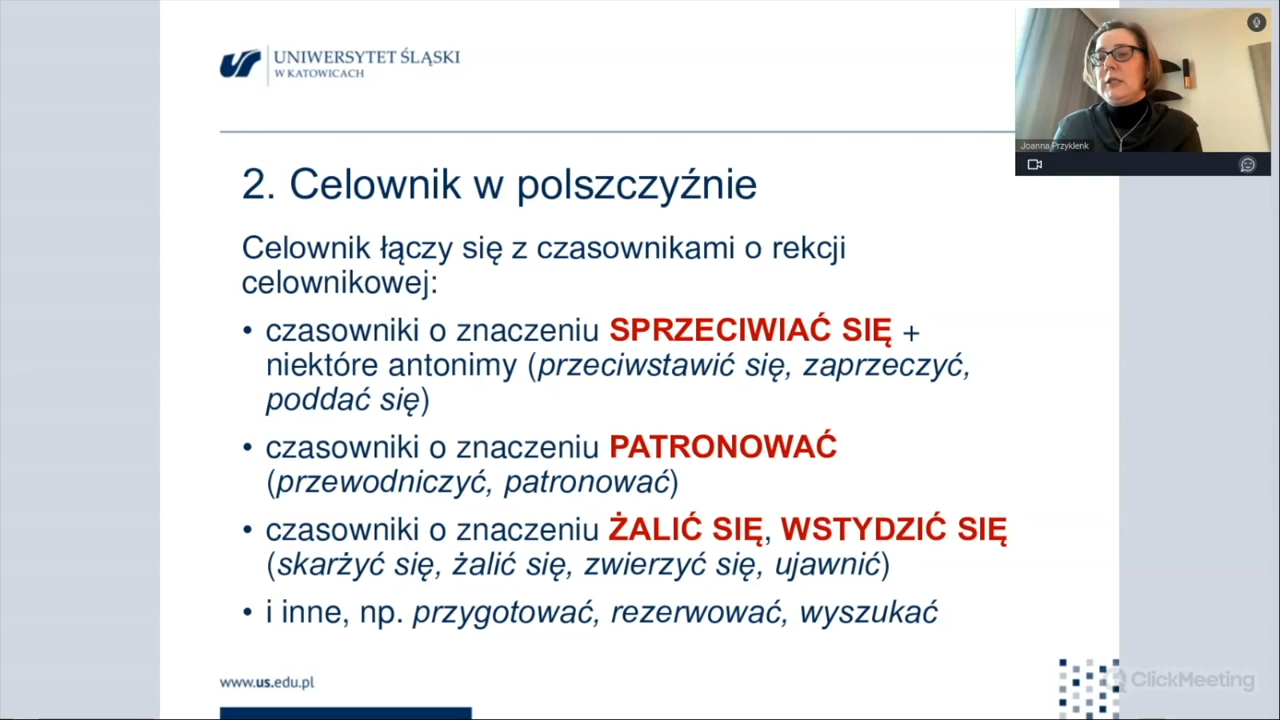 UNIWERSYTET ŚLĄSKI
W KATOWICACH
Joanna Przyklenk
2. Celownik w polszczyźnie
Celownik łączy się z czasownikami o rekcji
celownikowej:
• czasowniki o znaczeniu SPRZECIWIAĆ SIĘ +
niektóre antonimy (przeciwstawić się, zaprzeczyć,
poddać się)
• czasowniki o znaczeniu PATRONOWAĆ
(przewodniczyć, patronować)
• czasowniki o znaczeniu ŻALIĆ SIĘ, WSTYDZIĆ SIĘ
(skarżyć się, żalić się, zwierzyć się, ujawnić)
• i inne, np. przygotować, rezerwować, wyszukać
www.us.edu.pl
ClickMeeting